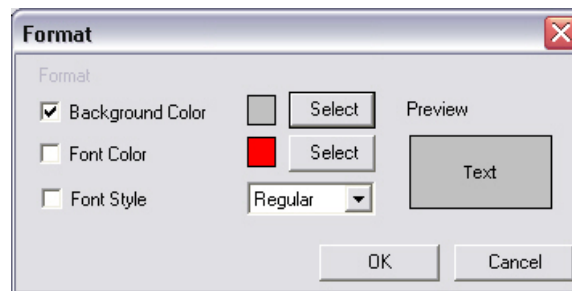 Format
Format
Background Color Select Preview
Font Color Select
Text
Font Style Regular
OK Cancel